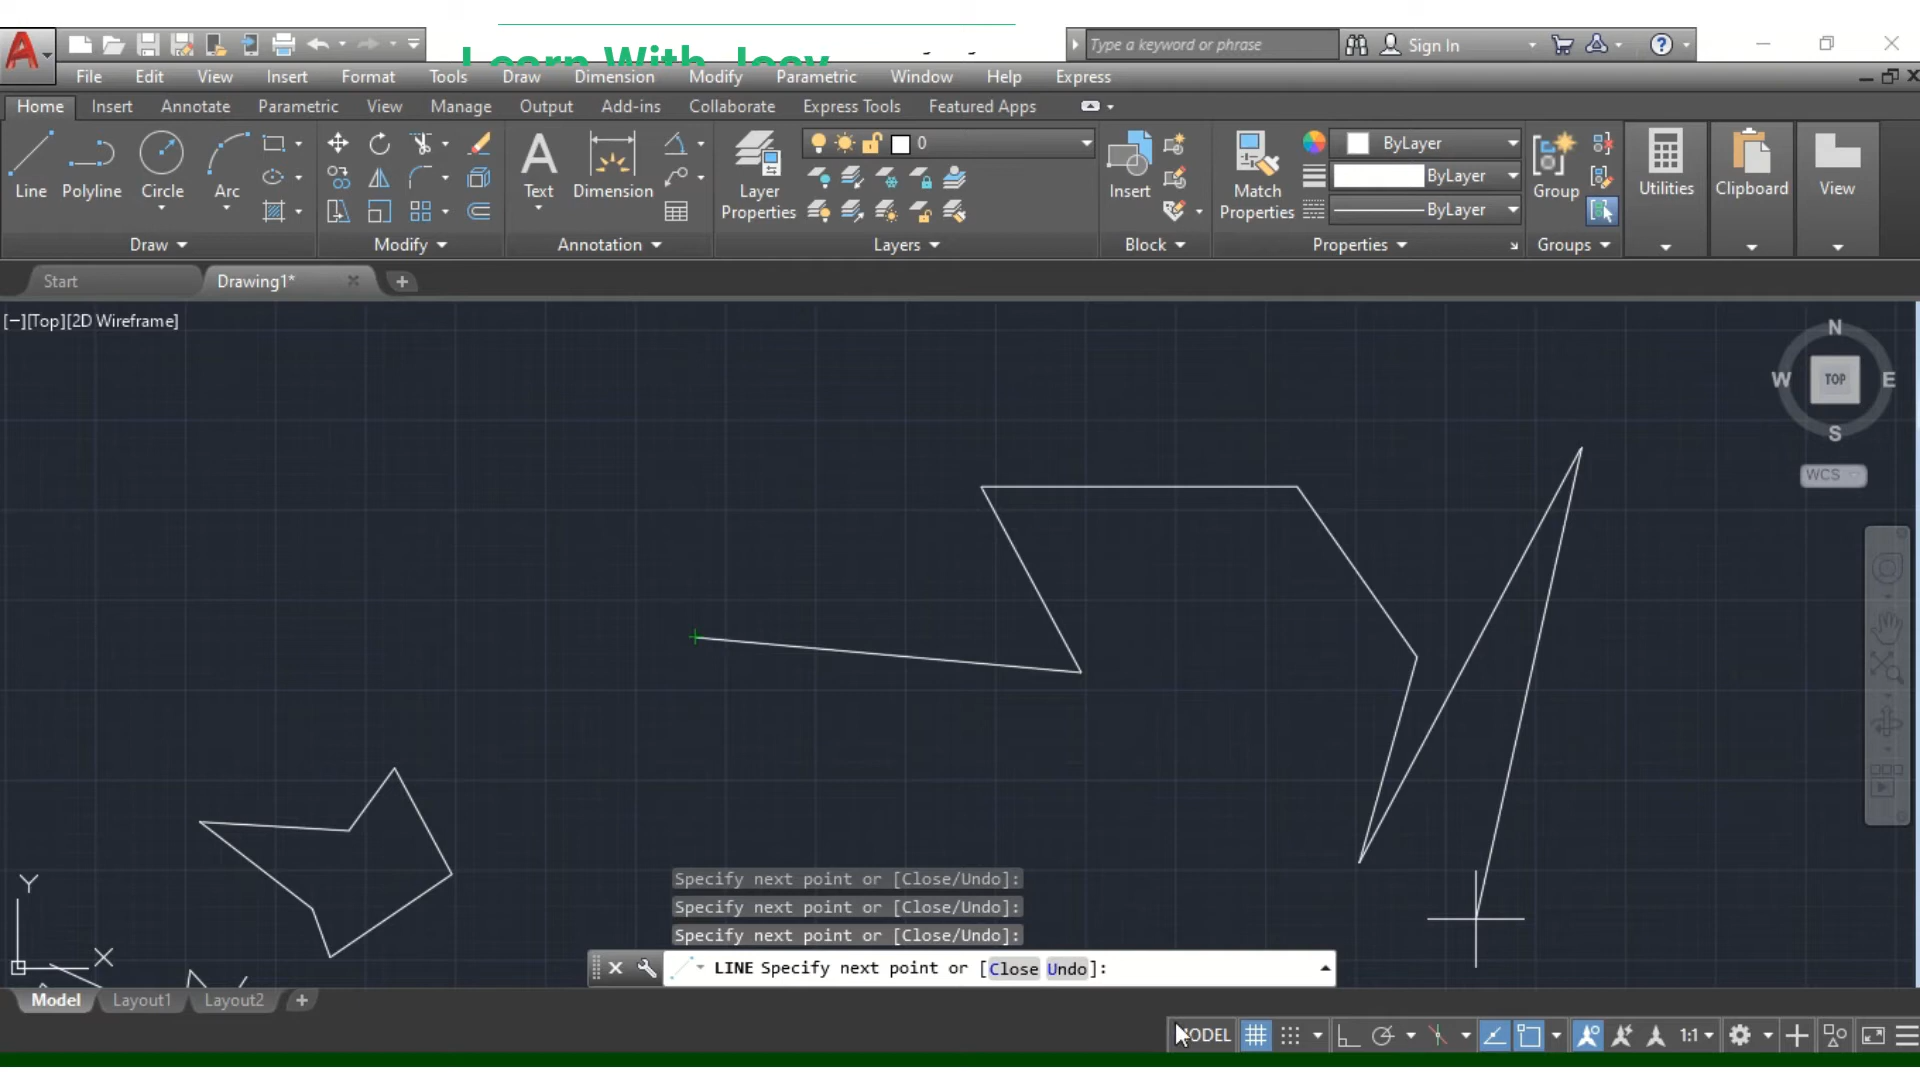 Learn With Joey
Type a keyword or phrase
Sign In
File Edit View Insert Format Tools Draw Dimension Modify Parametric Window Help Express
Home Insert Annotate Parametric View Manage Output Add-ins Collaborate Express Tools Featured Apps
Line Polyline Circle Arc
Text Dimension
Layer Properties
0
Insert
Match Properties
ByLayer
ByLayer
ByLayer
Group
Utilities
Clipboard
View
Draw Modify Annotation Layers Block Properties Groups
Start Drawing1*
[−][Top][2D Wireframe]
N
W TOP E
S
WCS
Y
X
Specify next point or [Close/Undo]:
Specify next point or [Close/Undo]:
Specify next point or [Close/Undo]:
LINE Specify next point or [Close Undo]:
Model Layout1 Layout2
MODEL 1:1